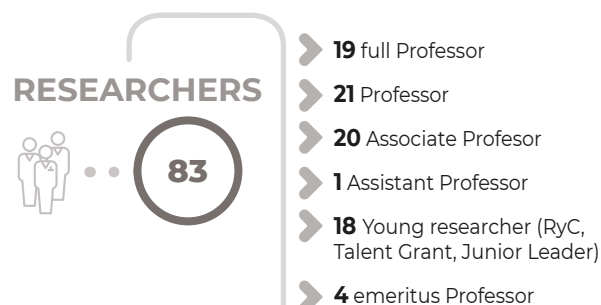 RESEARCHERS
83
19 full Professor
21 Professor
20 Associate Profesor
1 Assistant Professor
18 Young researcher (RyC,
Talent Grant, Junior Leader)
4 emeritus Professor